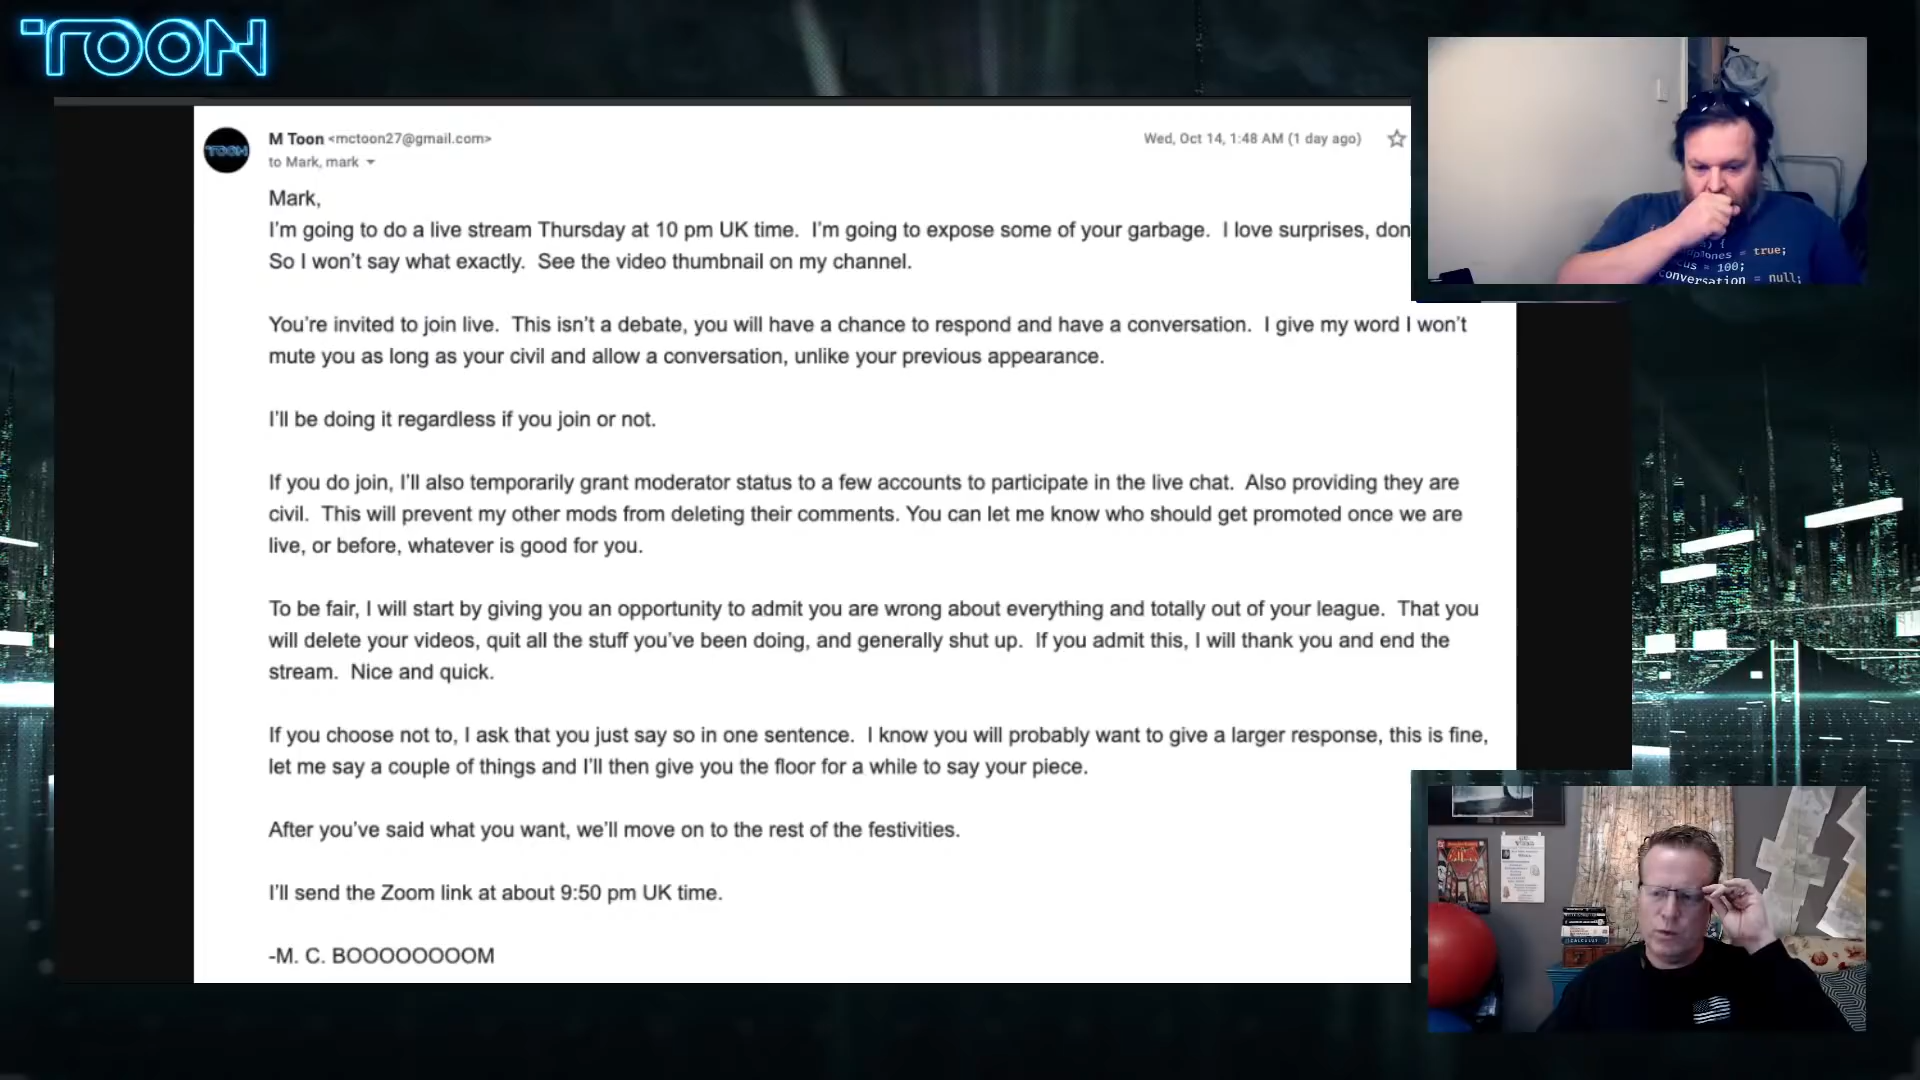 TOON
TOON
M Toon <mctoon27@gmail.com>
Wed, Oct 14, 1:48 AM (1 day ago)
to Mark, mark
Mark,
I'm going to do a live stream Thursday at 10 pm UK time. I'm going to expose some of your garbage. I love surprises, don
So I won't say what exactly. See the video thumbnail on my channel.
You're invited to join live. This isn't a debate, you will have a chance to respond and have a conversation. I give my word I won't
mute you as long as your civil and allow a conversation, unlike your previous appearance.
I'll be doing it regardless if you join or not.
If you do join, I'll also temporarily grant moderator status to a few accounts to participate in the live chat. Also providing they are
civil. This will prevent my other mods from deleting their comments. You can let me know who should get promoted once we are
live, or before, whatever is good for you.
To be fair, I will start by giving you an opportunity to admit you are wrong about everything and totally out of your league. That you
will delete your videos, quit all the stuff you've been doing, and generally shut up. If you admit this, I will thank you and end the
stream. Nice and quick.
If you choose not to, I ask that you just say so in one sentence. I know you will probably want to give a larger response, this is fine,
let me say a couple of things and I'll then give you the floor for a while to say your piece.
After you've said what you want, we'll move on to the rest of the festivities.
I'll send the Zoom link at about 9:50 pm UK time.
-M. C. BOOOOOOOOM
) {
= true;
= 100;
conversation = null;
CALCULUS